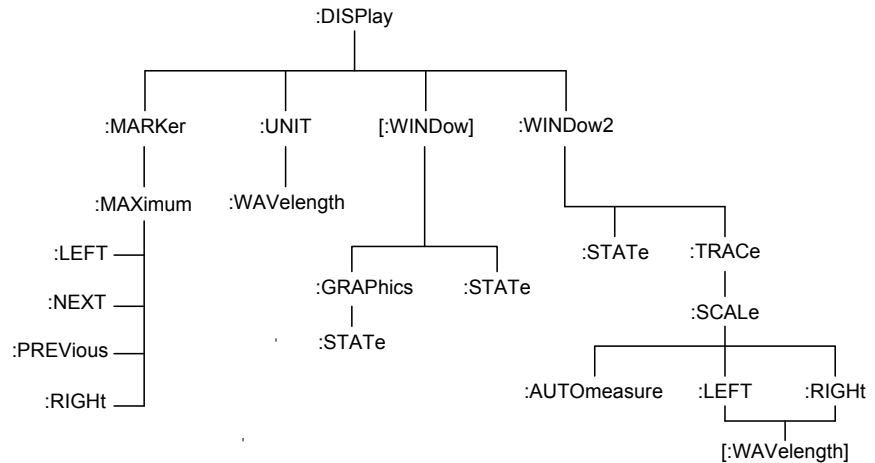 :DISPlay
:MARKer :UNIT [:WINDow] :WINDow2
:MAXimum :WAVelength
:LEFT :STATe :TRACe
:NEXT :GRAPhics :STATe
:SCALe
:PREVious :STATe
:AUTOmeasure :LEFT :RIGHt
:RIGHt
[:WAVelength]